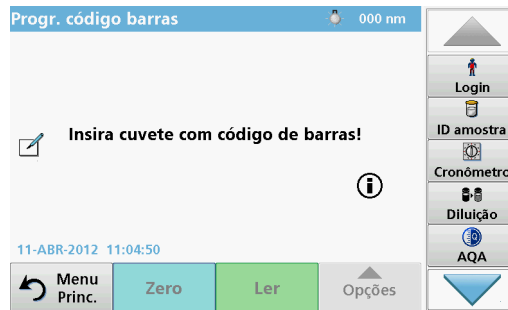 Progr. código barras
000 nm
Insira cuvete com código de barras!
11-ABR-2012 11:04:50
Menu
Princ.
Zero
Ler
Opções
Login
ID amostra
Cronômetro
Diluição
AQA